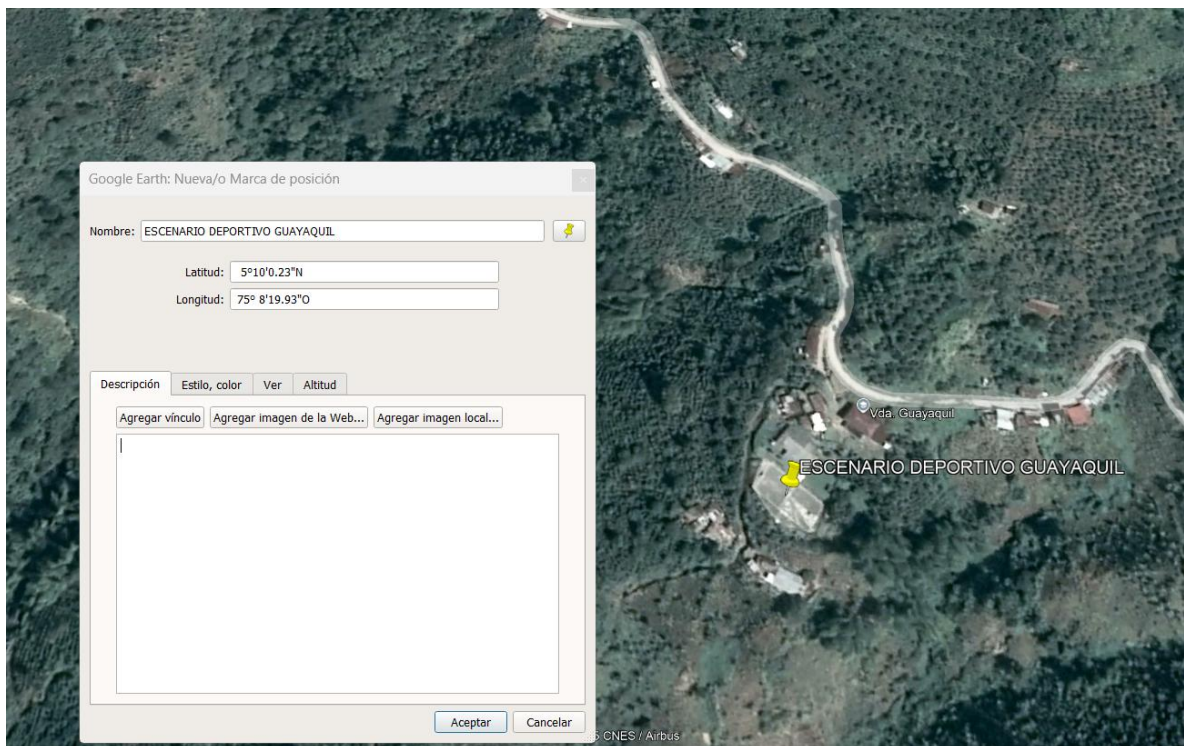 Google Earth: Nueva/o Marca de posición
Nombre: ESCENARIO DEPORTIVO GUAYAQUIL
Latitud: 5°10'0.23"N
Longitud: 75° 8'19.93"O
Descripción Estilo, color Ver Altitud
Agregar vínculo Agregar imagen de la Web... Agregar imagen local...
Vda. Guayaquil
ESCENARIO DEPORTIVO GUAYAQUIL
Aceptar Cancelar
CNES / Airbus